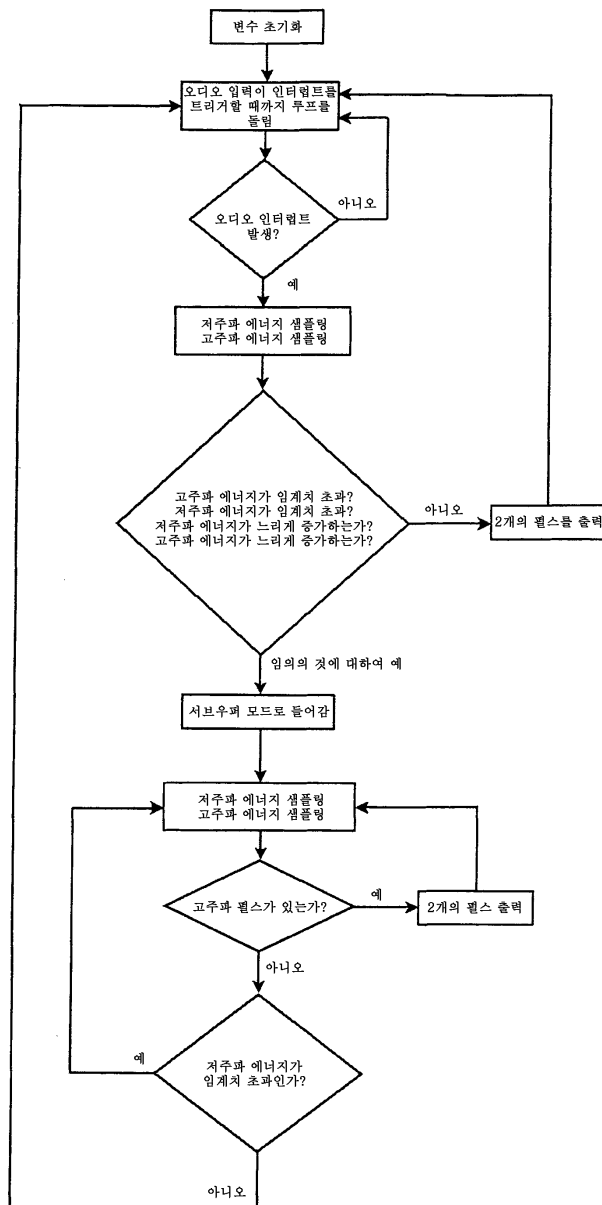 변수 초기화
오디오 입력이 인터럽트를
트리거할 때까지 루프를
돌림
아니오
오디오 인터럽트
발생?
예
저주파 에너지 샘플링
고주파 에너지 샘플링
고주파 에너지가 임계치 초과?
저주파 에너지가 임계치 초과?
저주파 에너지가 느리게 증가하는가?
고주파 에너지가 느리게 증가하는가?
아니오
2개의 펄스를 출력
임의의 것에 대하여 예
서브우퍼 모드로 들어감
저주파 에너지 샘플링
고주파 에너지 샘플링
고주파 펄스가 있는가?
예
2개의 펄스 출력
아니오
예
저주파 에너지가
임계치 초과인가?
아니오